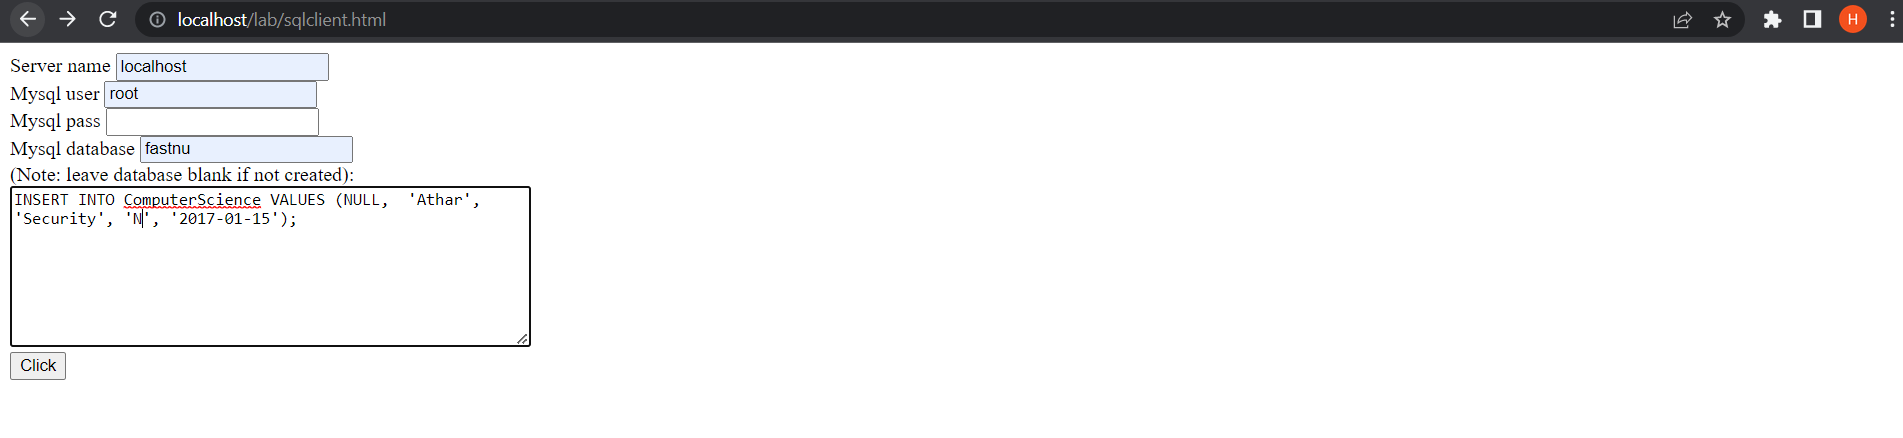 localhost/lab/sqlclient.html
H
Server name localhost
Mysql user root
Mysql pass
Mysql database fastnu
(Note: leave database blank if not created):
INSERT INTO ComputerScience VALUES (NULL,  'Athar',
'Security', 'N', '2017-01-15');
Click